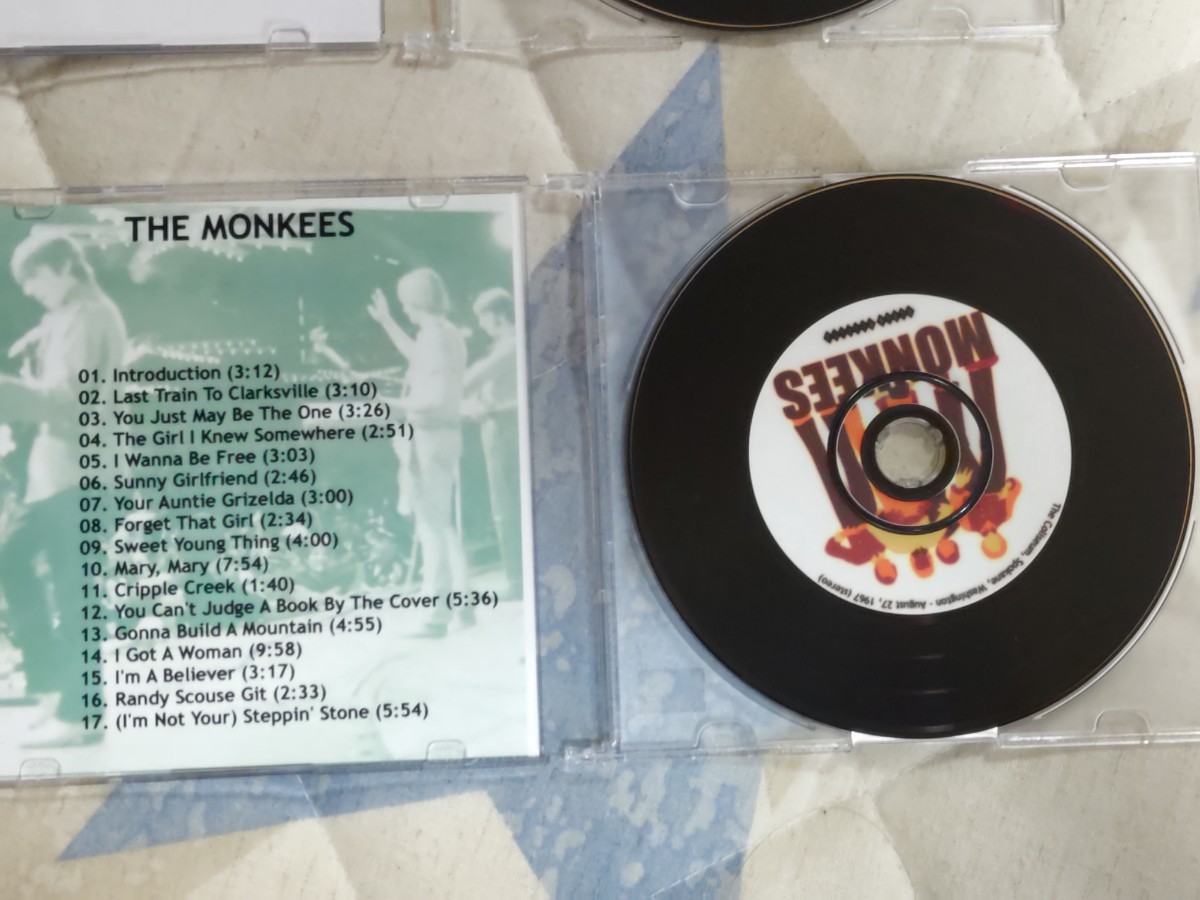 THE MONKEES
01. Introduction (3:12)
02. Last Train To Clarksville (3:10)
03. You Just May Be The One (3:26)
04. The Girl I Knew Somewhere (2:51)
05. I Wanna Be Free (3:03)
06. Sunny Girlfriend (2:46)
07. Your Auntie Grizelda (3:00)
08. Forget That Girl (2:34)
09. Sweet Young Thing (4:00)
10. Mary, Mary (7:54)
11. Cripple Creek (1:40)
12. You Can't Judge A Book By The Cover (5:36)
13. Gonna Build A Mountain (4:55)
14. I Got A Woman (9:58)
15. I'm A Believer (3:17)
16. Randy Scouse Git (2:33)
17. (I'm Not Your) Steppin' Stone (5:54)
MONKEES
The Coliseum, Spokane, Washington - August 27, 1967 (stereo)